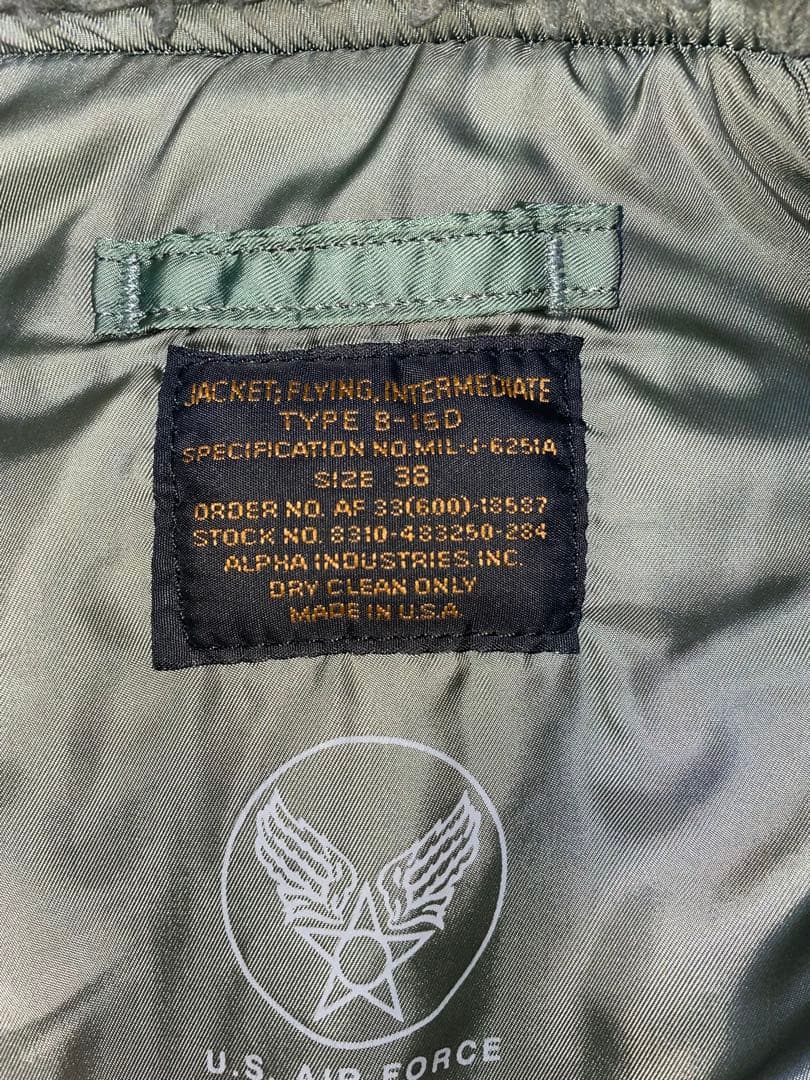 JACKET; FLYING, INTERMEDIATE
TYPE B-15D
SPECIFICATION NO. MIL-J-6251A
SIZE 38
ORDER NO. AF 33(600)-18587
STOCK NO. 8310-483250-284
ALPHA INDUSTRIES, INC.
DRY CLEAN ONLY
MADE IN U.S.A.
U.S. AIR FORCE